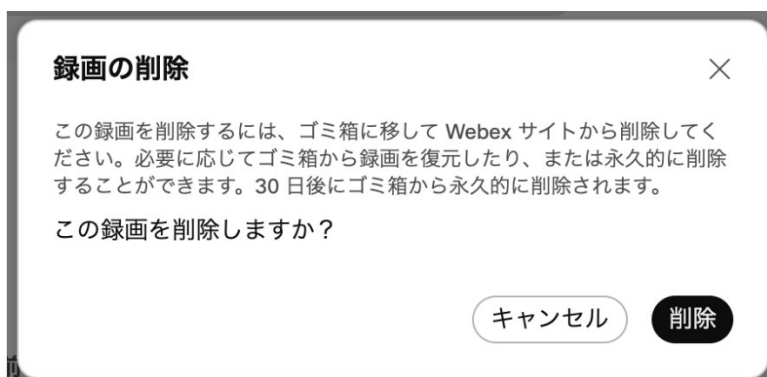 録画の削除
この録画を削除するには、ゴミ箱に移して Webex サイトから削除してく
ださい。必要に応じてゴミ箱から録画を復元したり、または永久的に削除
することができます。30 日後にゴミ箱から永久的に削除されます。
この録画を削除しますか？
キャンセル
削除